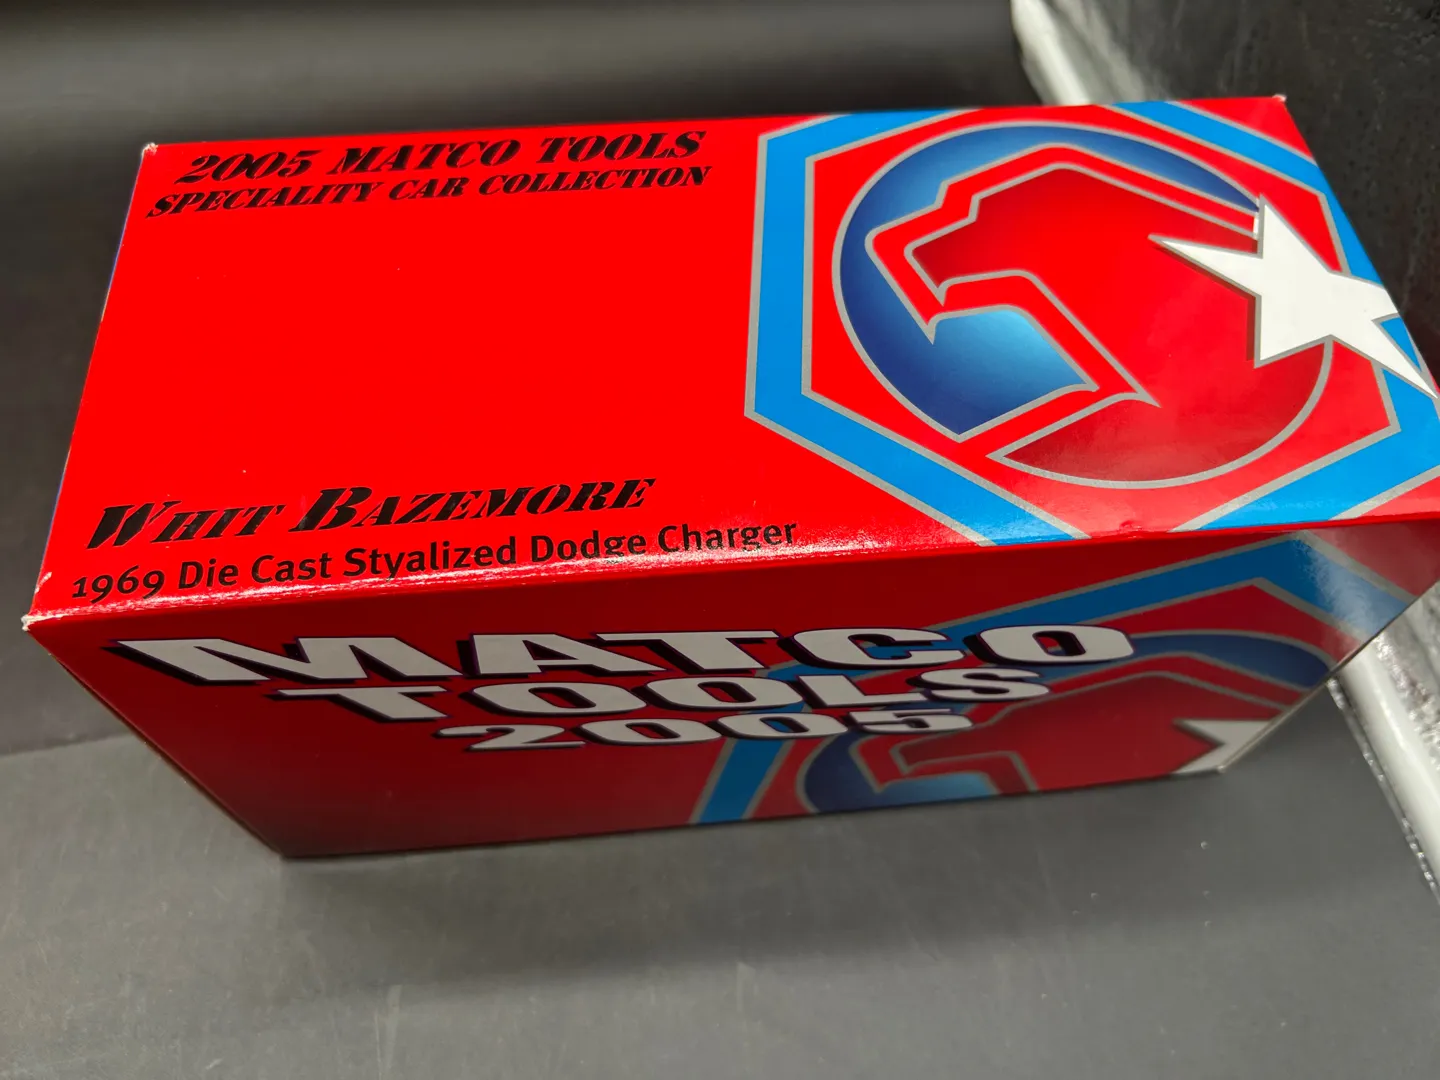 2005 MATCO TOOLS
SPECIALITY CAR COLLECTION
WHIT BAZEMORE
1969 Die Cast Styalized Dodge Charger
MATCO
TOOLS
2005